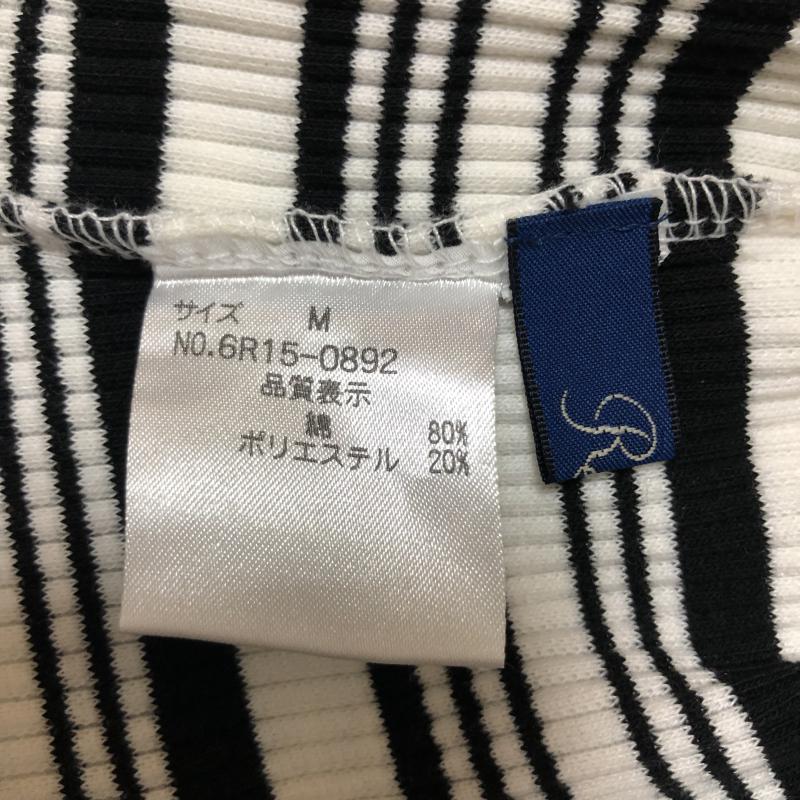 サイズ M
NO.6R15-0892
品質表示
綿 80%
ポリエステル 20%